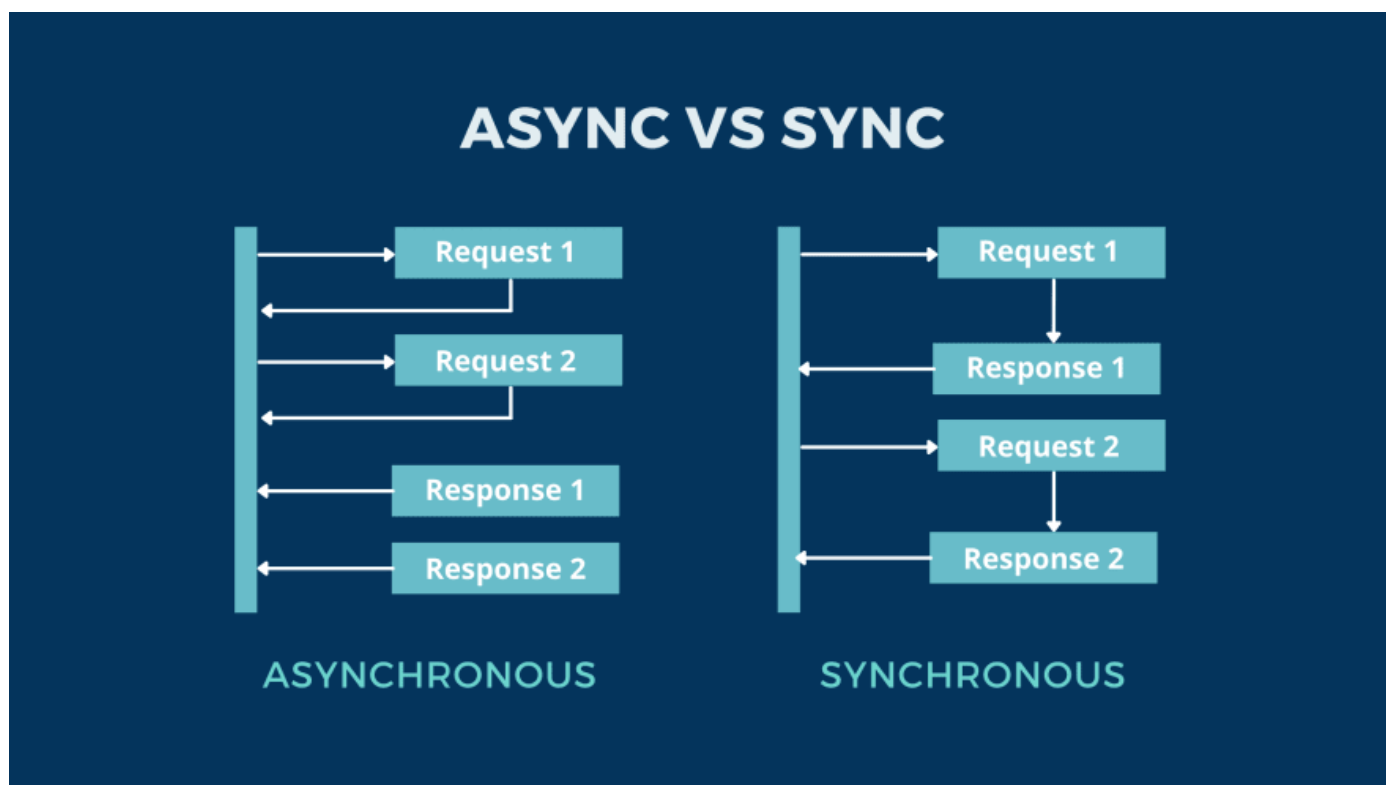 ASYNC VS SYNC
Request 1
Request 2
Response 1
Response 2
ASYNCHRONOUS
Request 1
Response 1
Request 2
Response 2
SYNCHRONOUS